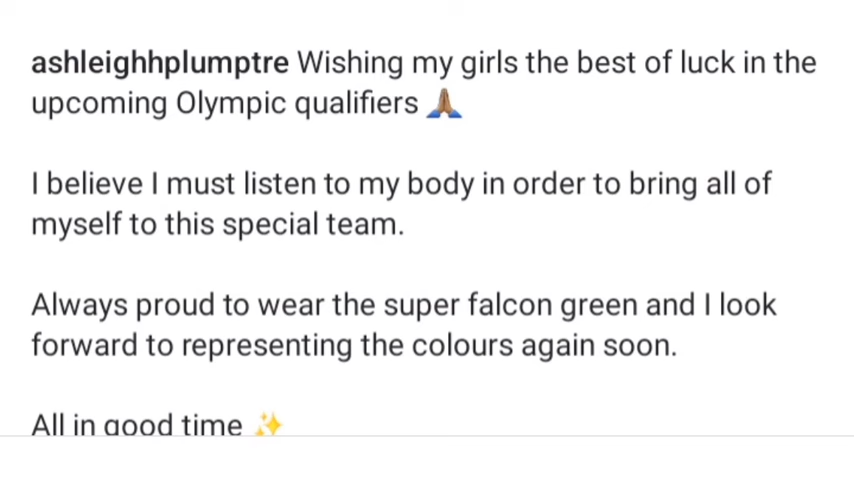 ashleighhplumptre Wishing my girls the best of luck in the
upcoming Olympic qualifiers 🙏🏾
I believe I must listen to my body in order to bring all of
myself to this special team.
Always proud to wear the super falcon green and I look
forward to representing the colours again soon.
All in good time ✨